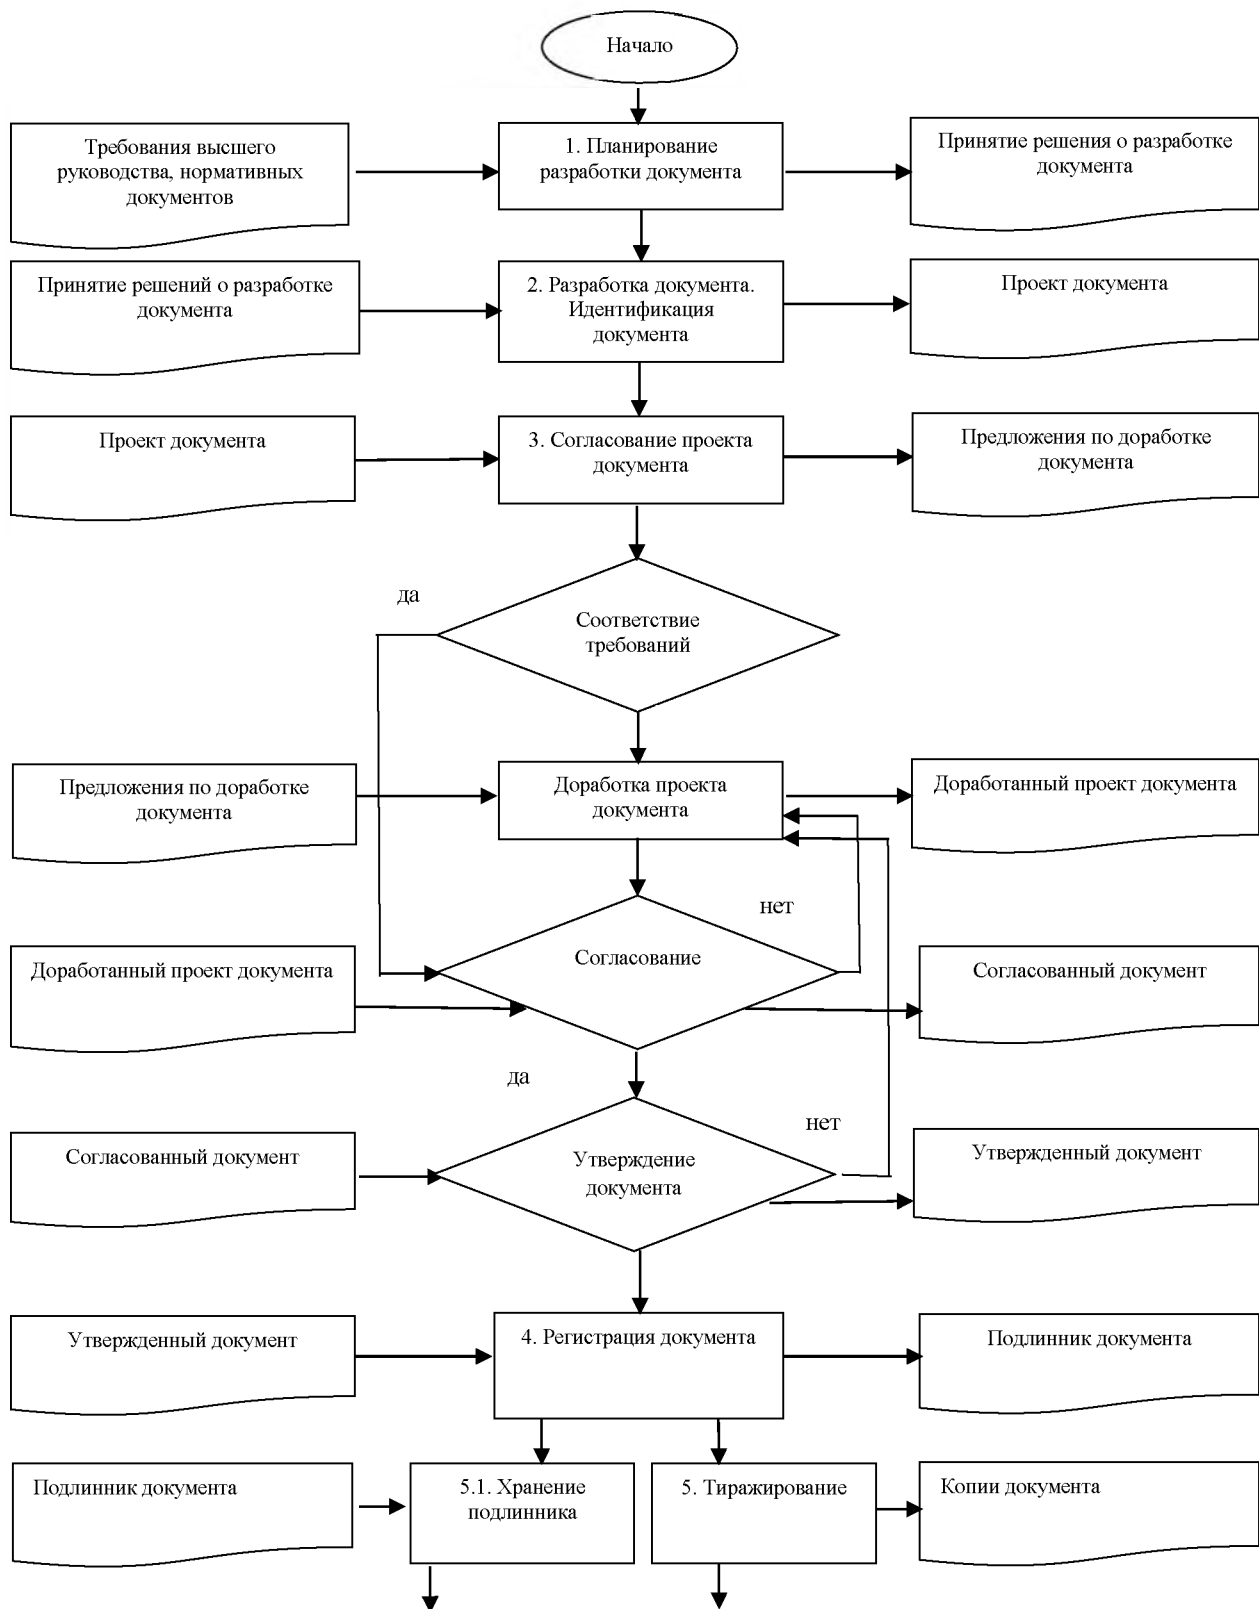 Начало
Требования высшего
руководства, нормативных
документов
1. Планирование
разработки документа
Принятие решения о разработке
документа
Принятие решений о разработке
документа
2. Разработка документа.
Идентификация
документа
Проект документа
Проект документа
3. Согласование проекта
документа
Предложения по доработке
документа
да
Соответствие
требований
Предложения по доработке
документа
Доработка проекта
документа
Доработанный проект документа
нет
Доработанный проект документа
Согласование
Согласованный документ
да
нет
Согласованный документ
Утверждение
документа
Утвержденный документ
Утвержденный документ
4. Регистрация документа
Подлинник документа
Подлинник документа
5.1. Хранение
подлинника
5. Тиражирование
Копии документа